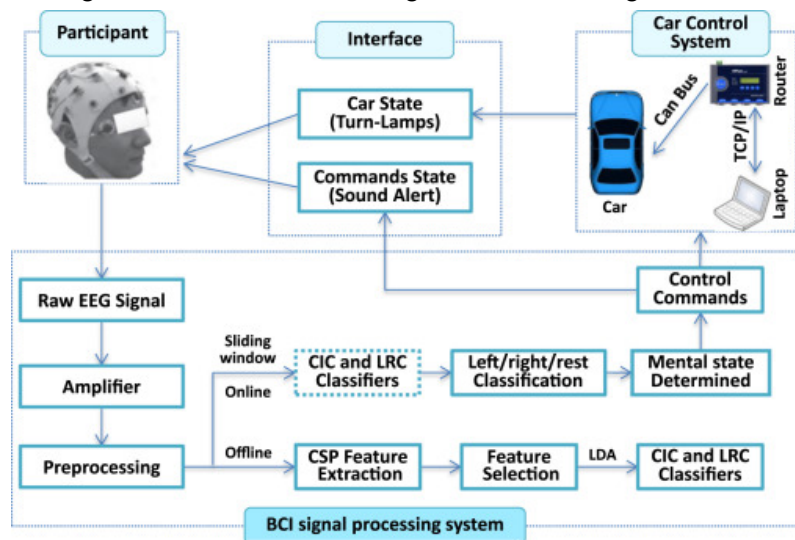 Participant
Interface
Car Control
System
Car State
(Turn-Lamps)
Commands State
(Sound Alert)
Can Bus
Router
TCP/IP
Laptop
Car
Raw EEG Signal
Control
Commands
Sliding
window
Online
CIC and LRC
Classifiers
Left/right/rest
Classification
Mental state
Determined
Amplifier
Preprocessing
Offline
CSP Feature
Extraction
Feature
Selection
LDA
CIC and LRC
Classifiers
BCI signal processing system